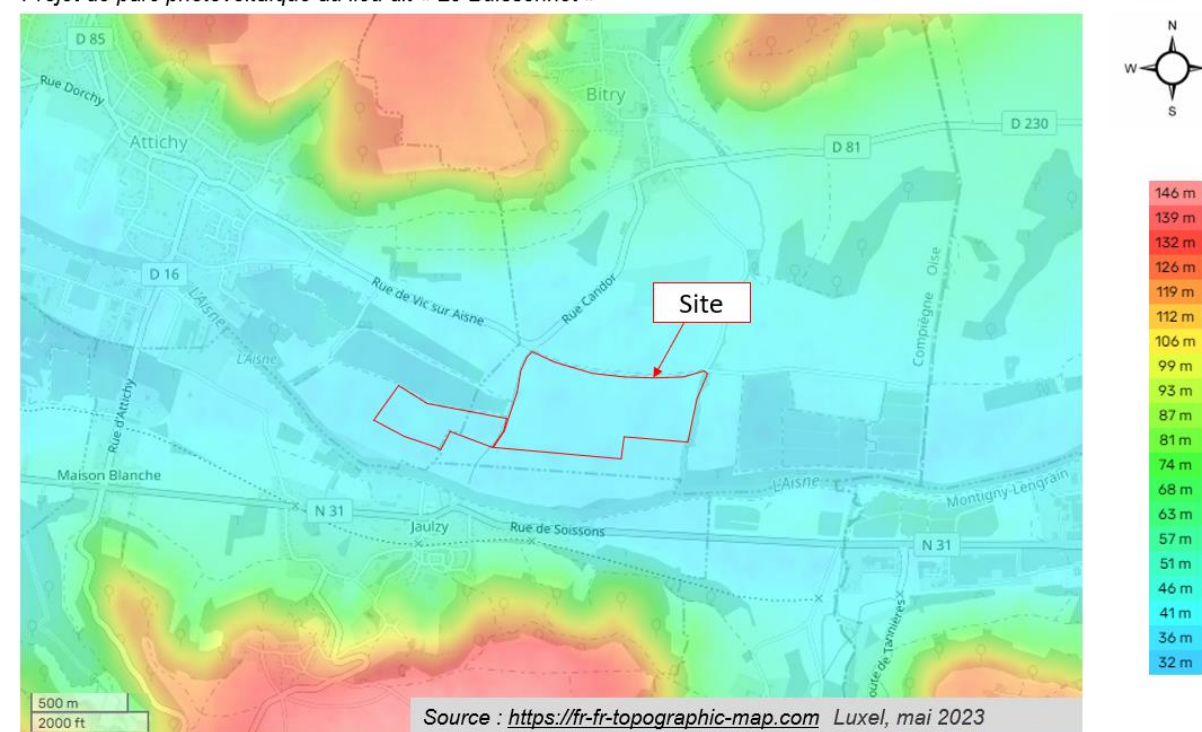 D 85
Rue Dorchy
Attichy
Bitry
D 230
D 81
D 16
L'Aisne
Rue de Vic sur Aisne
Rue Candor
Site
Compiègne Oise
L'Aisne
Rue d'Attichy
Maison Blanche
N 31
Jaulzy
Rue de Soissons
L'Aisne
Montigny-Lengrain
N 31
oute de Tannières
500 m
2000 ft
Source : https://fr-fr-topographic-map.com Luxel, mai 2023
N
W
S
146 m
139 m
132 m
126 m
119 m
112 m
106 m
99 m
93 m
87 m
81 m
74 m
68 m
63 m
57 m
51 m
46 m
41 m
36 m
32 m